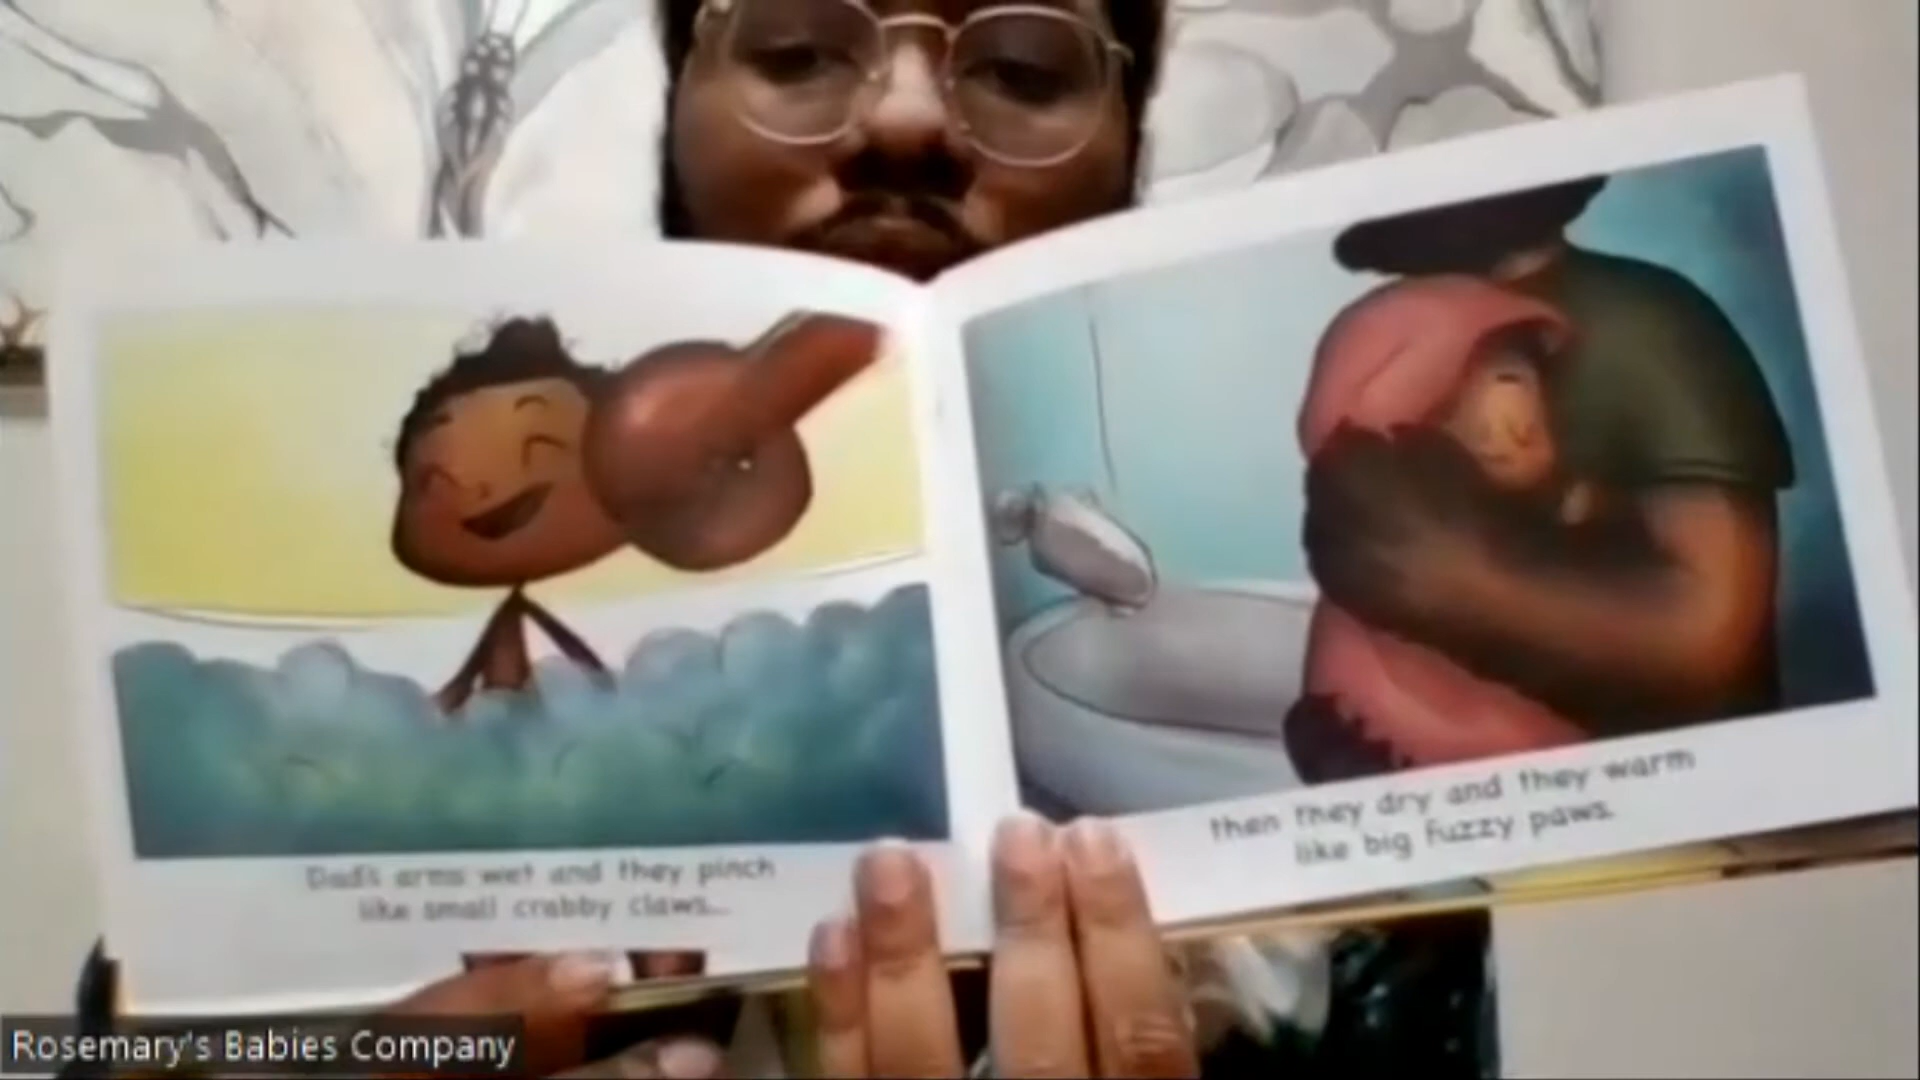 Dad's arms wet and they pinch
like small crabby claws...
then they dry and they warm
like big fuzzy paws.
Rosemary's Babies Company